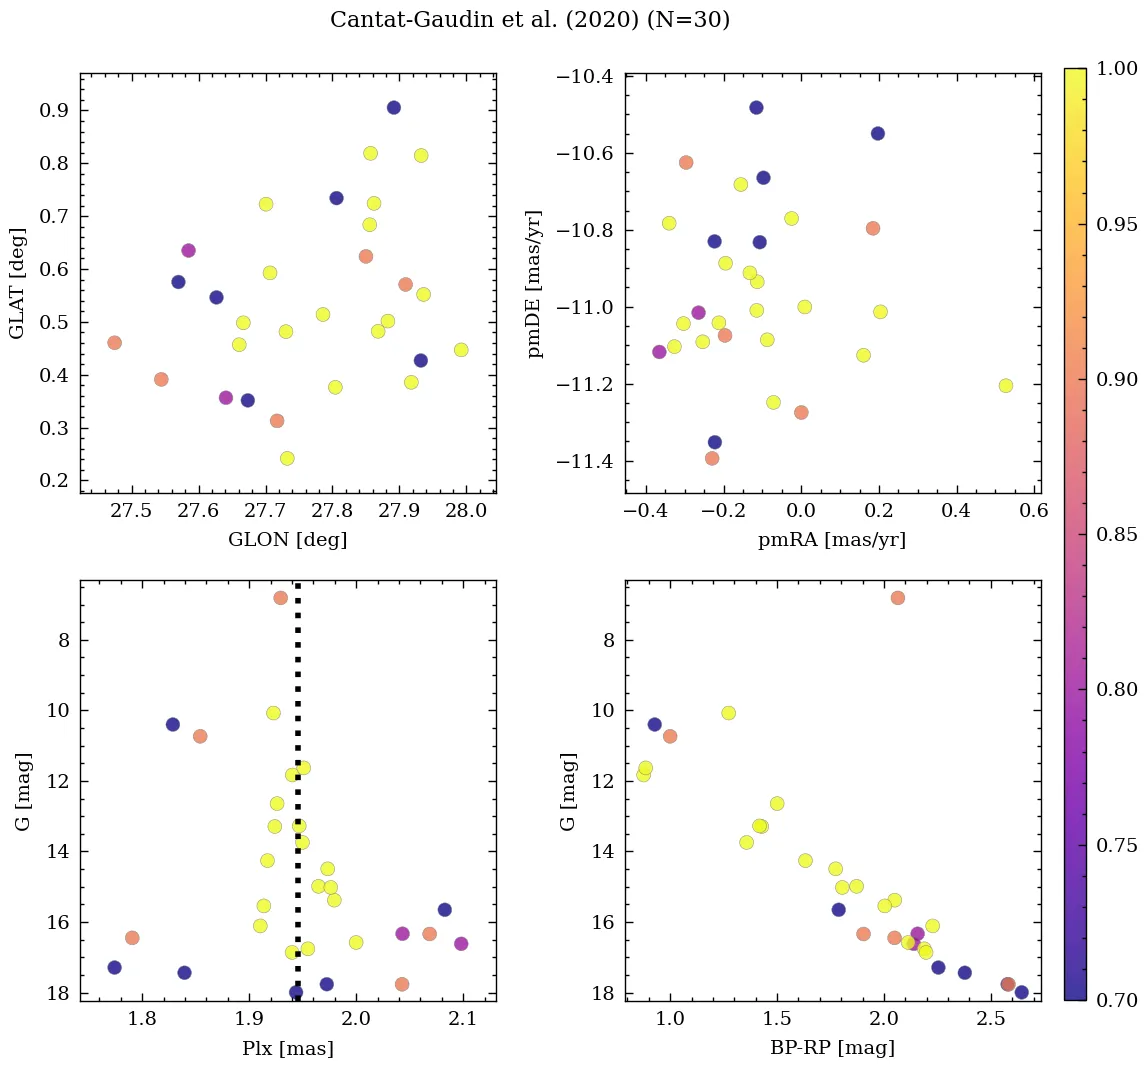 Cantat-Gaudin et al. (2020) (N=30)
0.9
0.8
0.7
0.6
0.5
0.4
0.3
0.2
GLAT [deg]
27.5 27.6 27.7 27.8 27.9 28.0
GLON [deg]
−10.4
−10.6
−10.8
−11.0
−11.2
−11.4
pmDE [mas/yr]
−0.4 −0.2 0.0 0.2 0.4 0.6
pmRA [mas/yr]
8
10
12
14
16
18
G [mag]
1.8 1.9 2.0 2.1
Plx [mas]
8
10
12
14
16
18
G [mag]
1.0 1.5 2.0 2.5
BP-RP [mag]
1.00
0.95
0.90
0.85
0.80
0.75
0.70